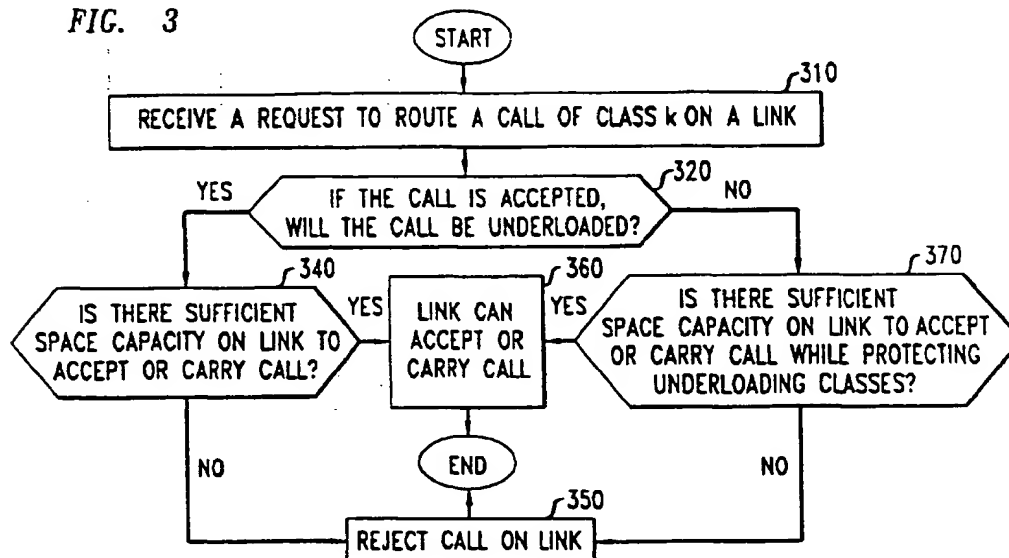 FIG. 3
START
310
RECEIVE A REQUEST TO ROUTE A CALL OF CLASS k ON A LINK
320
YES
IF THE CALL IS ACCEPTED,
WILL THE CALL BE UNDERLOADED?
NO
340
IS THERE SUFFICIENT
SPACE CAPACITY ON LINK TO
ACCEPT OR CARRY CALL?
YES
360
LINK CAN
ACCEPT OR
CARRY CALL
YES
370
IS THERE SUFFICIENT
SPACE CAPACITY ON LINK TO ACCEPT
OR CARRY CALL WHILE PROTECTING
UNDERLOADING CLASSES?
NO
END
NO
350
REJECT CALL ON LINK